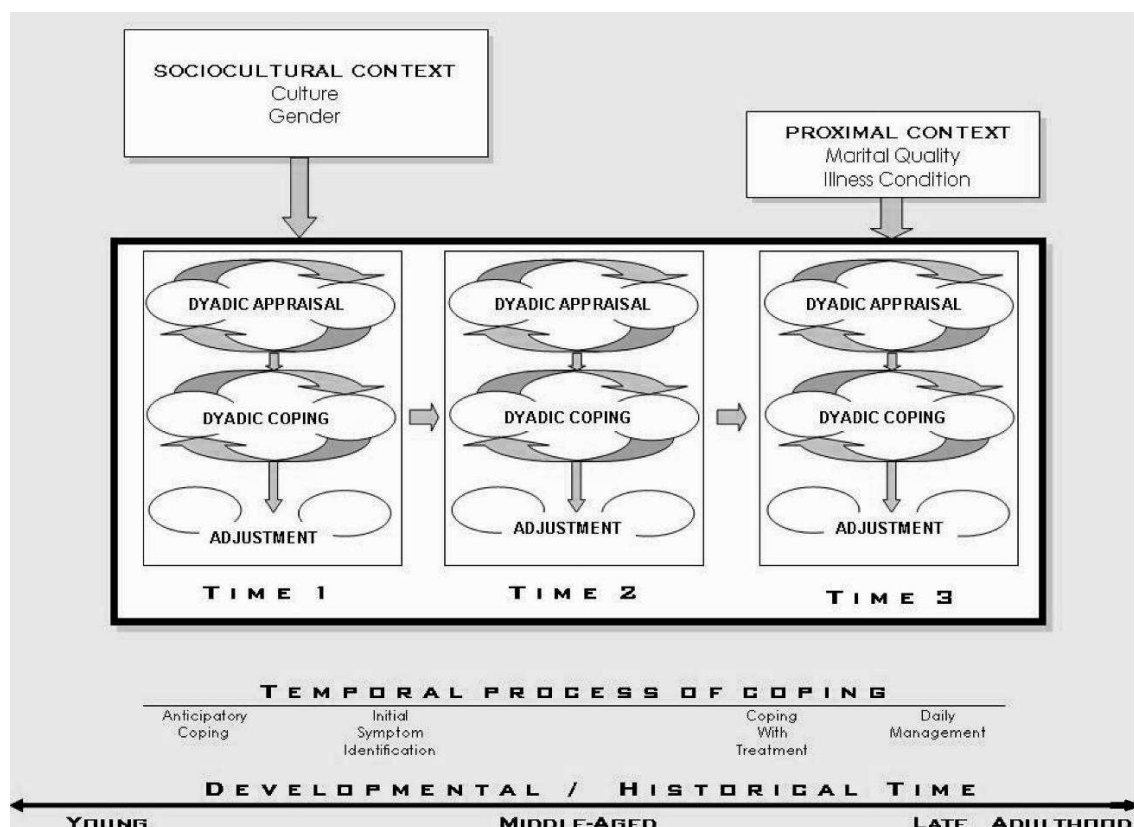 SOCIOCULTURAL CONTEXT
Culture
Gender
PROXIMAL CONTEXT
Marital Quality
Illness Condition
DYADIC APPRAISAL
DYADIC COPING
ADJUSTMENT
TIME 1
DYADIC APPRAISAL
DYADIC COPING
ADJUSTMENT
TIME 2
DYADIC APPRAISAL
DYADIC COPING
ADJUSTMENT
TIME 3
TEMPORAL PROCESS OF COPING
Anticipatory
Coping
Initial
Symptom
Identification
Coping
With
Treatment
Daily
Management
DEVELOPMENTAL / HISTORICAL TIME
YOUNG
MIDDLE-AGED
LATE ADULTHOOD